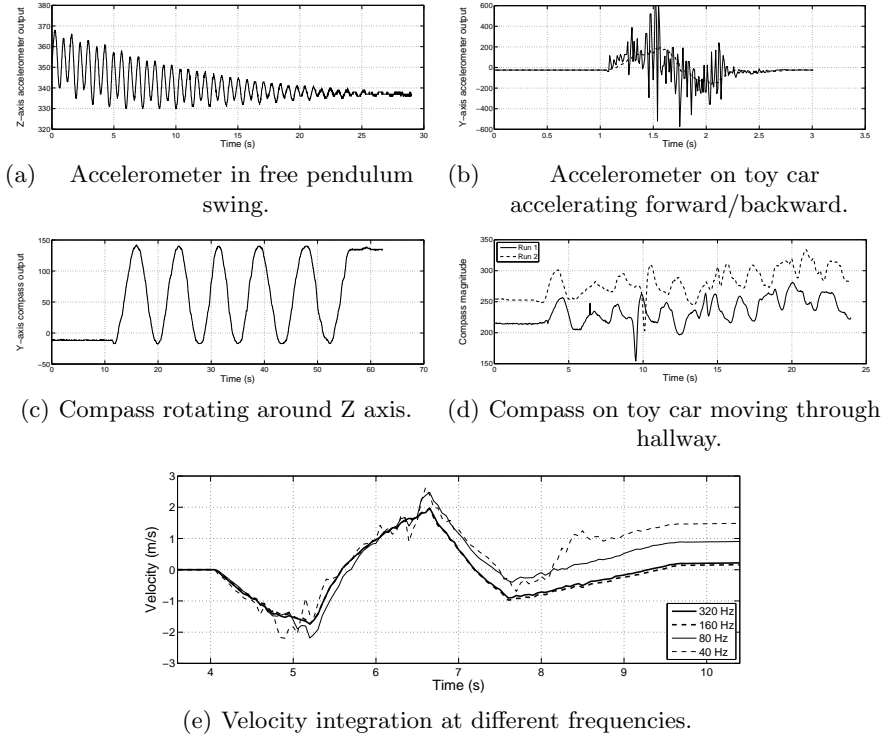 380
370
360
350
340
330
320
0 5 10 15 20 25 30
Time (s)
Z−axis accelerometer output
(a) Accelerometer in free pendulum
swing.
600
400
200
0
−200
−400
−600
0.0 0.5 1 1.5 2 2.5 3 3.5
Time (s)
Y−axis accelerometer output
(b) Accelerometer on toy car
accelerating forward/backward.
150
100
50
0
−50
0 10 20 30 40 50 60 70
Time (s)
Y−axis compass output
(c) Compass rotating around Z axis.
350
300
250
200
150
0 5 10 15 20 25
Time (s)
Compass magnitude
Run 1
Run 2
(d) Compass on toy car moving through
hallway.
3
2
1
0
−1
−2
−3
4 5 6 7 8 9 10
Time (s)
Velocity (m/s)
320 Hz
160 Hz
80 Hz
40 Hz
(e) Velocity integration at different frequencies.